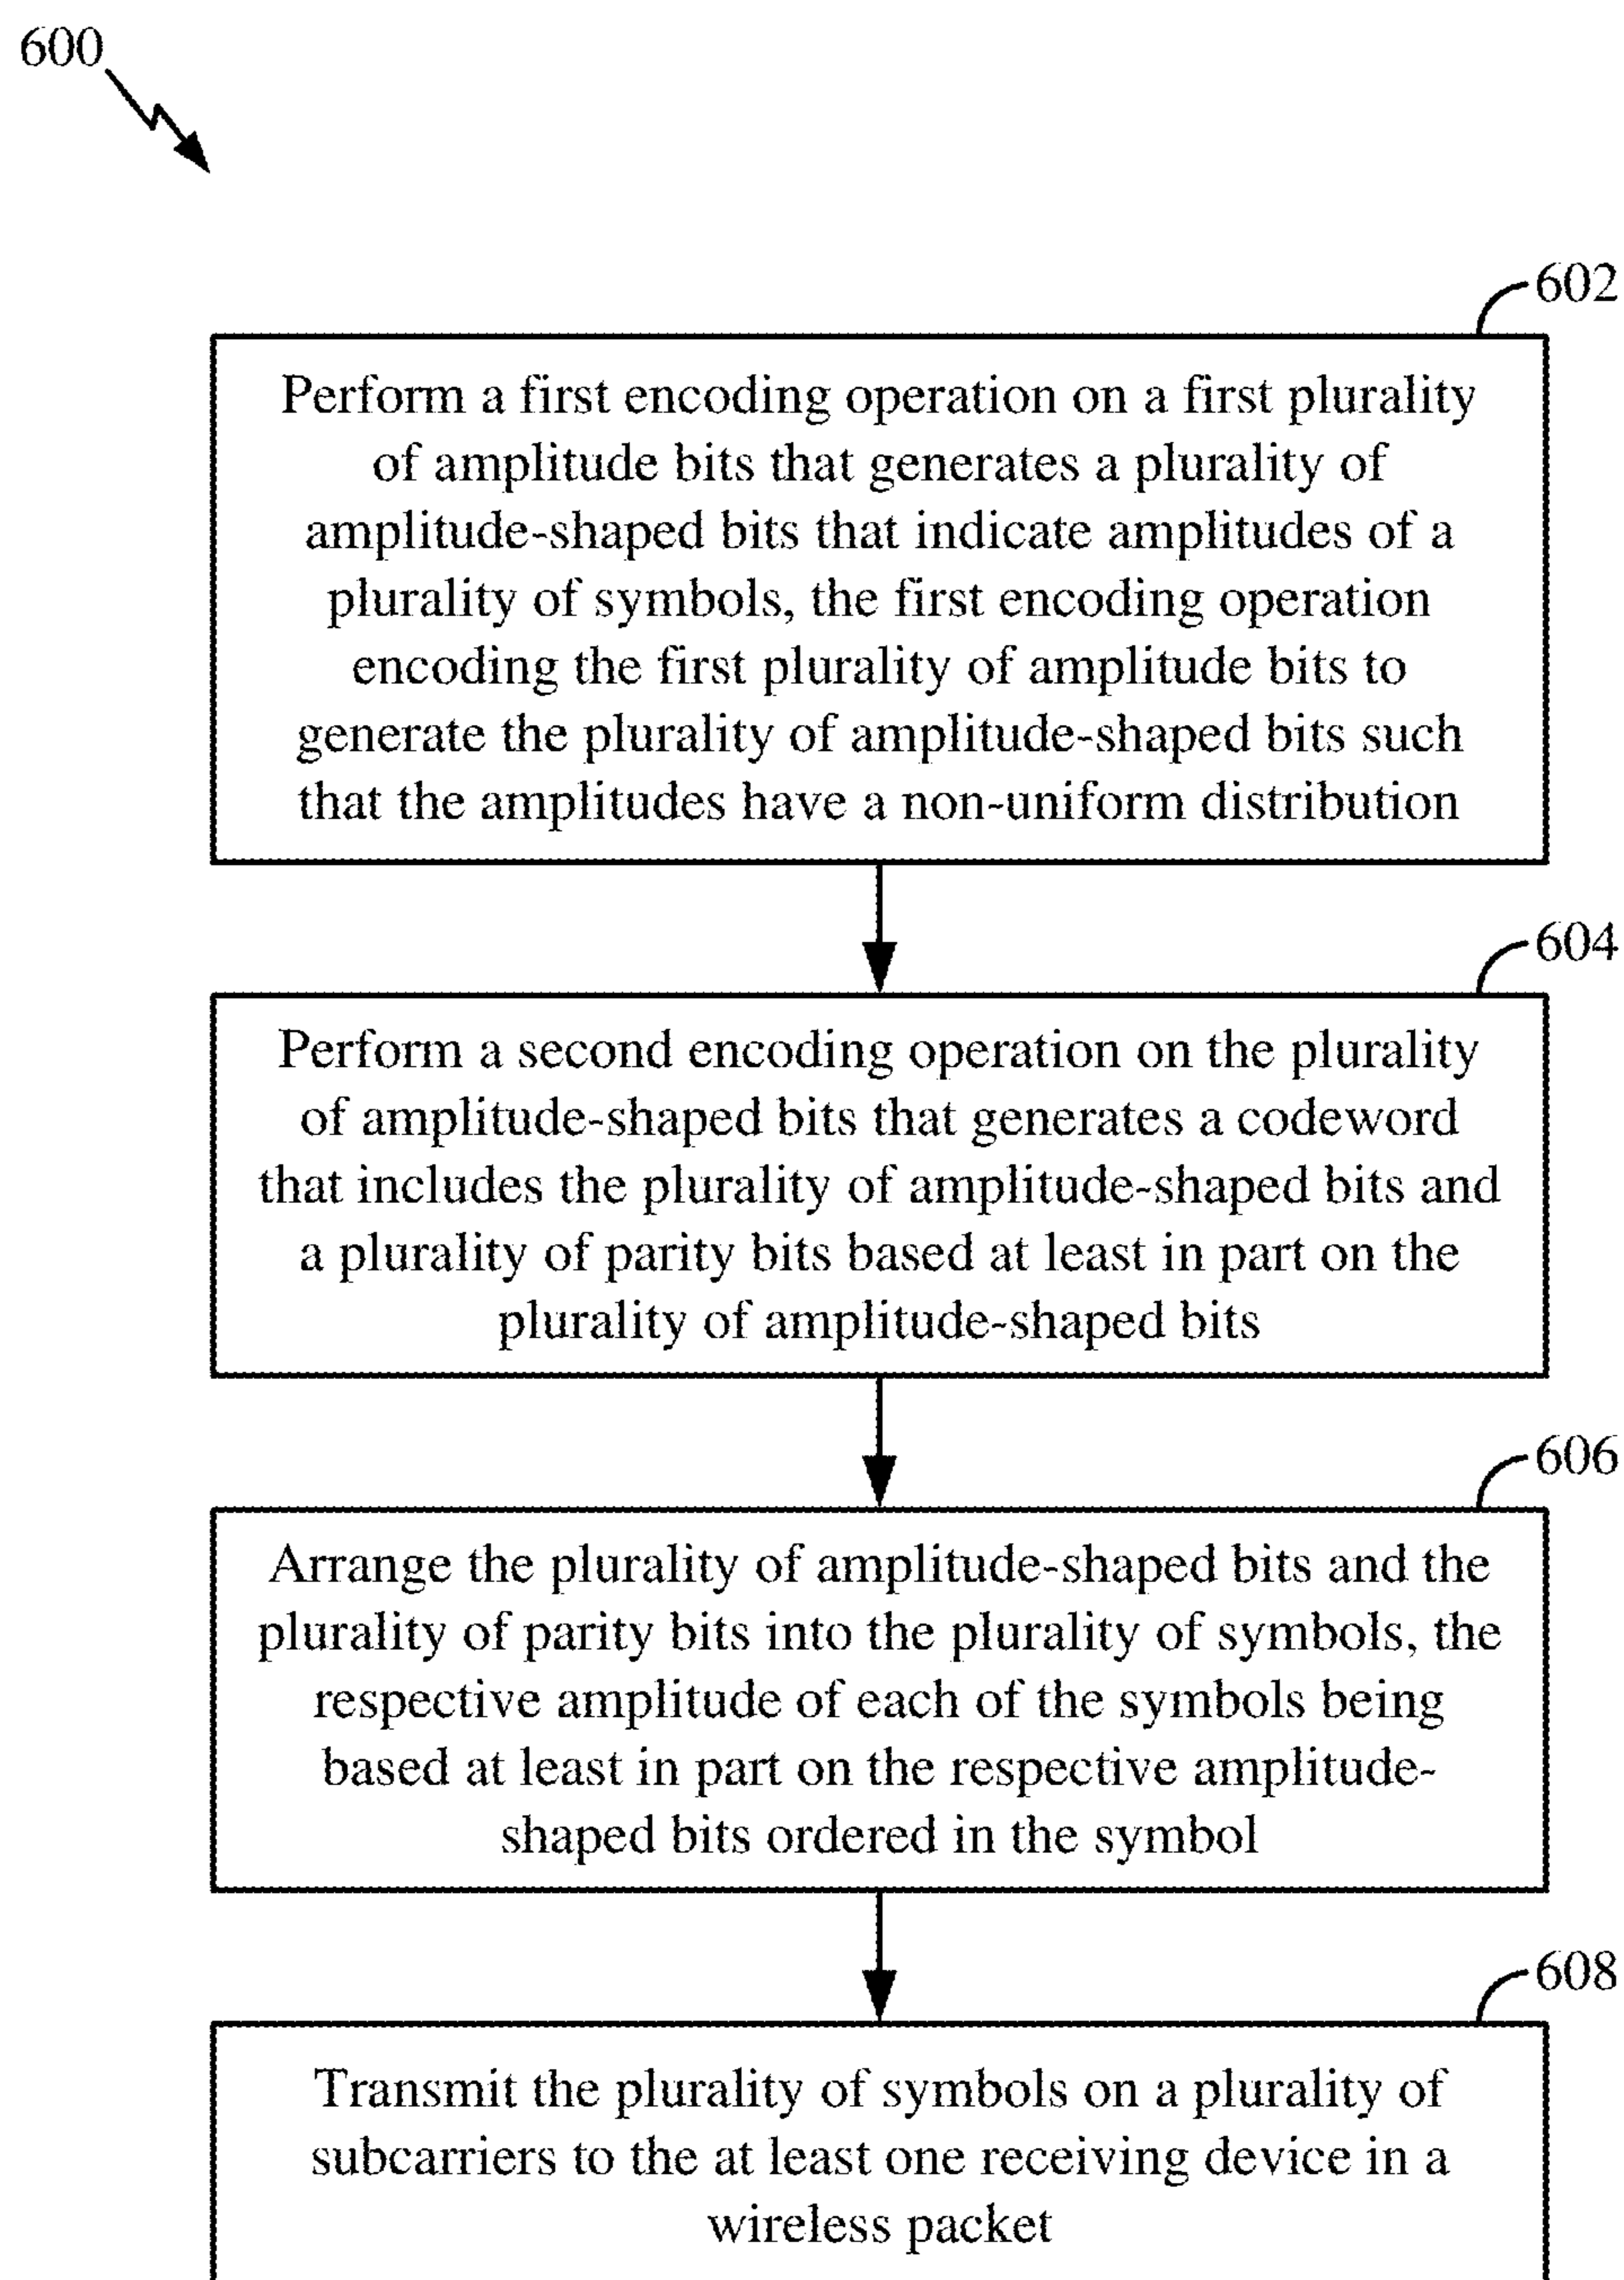 600
602
Perform a first encoding operation on a first plurality
of amplitude bits that generates a plurality of
amplitude-shaped bits that indicate amplitudes of a
plurality of symbols, the first encoding operation
encoding the first plurality of amplitude bits to
generate the plurality of amplitude-shaped bits such
that the amplitudes have a non-uniform distribution
604
Perform a second encoding operation on the plurality
of amplitude-shaped bits that generates a codeword
that includes the plurality of amplitude-shaped bits and
a plurality of parity bits based at least in part on the
plurality of amplitude-shaped bits
606
Arrange the plurality of amplitude-shaped bits and the
plurality of parity bits into the plurality of symbols, the
respective amplitude of each of the symbols being
based at least in part on the respective amplitude-
shaped bits ordered in the symbol
608
Transmit the plurality of symbols on a plurality of
subcarriers to the at least one receiving device in a
wireless packet